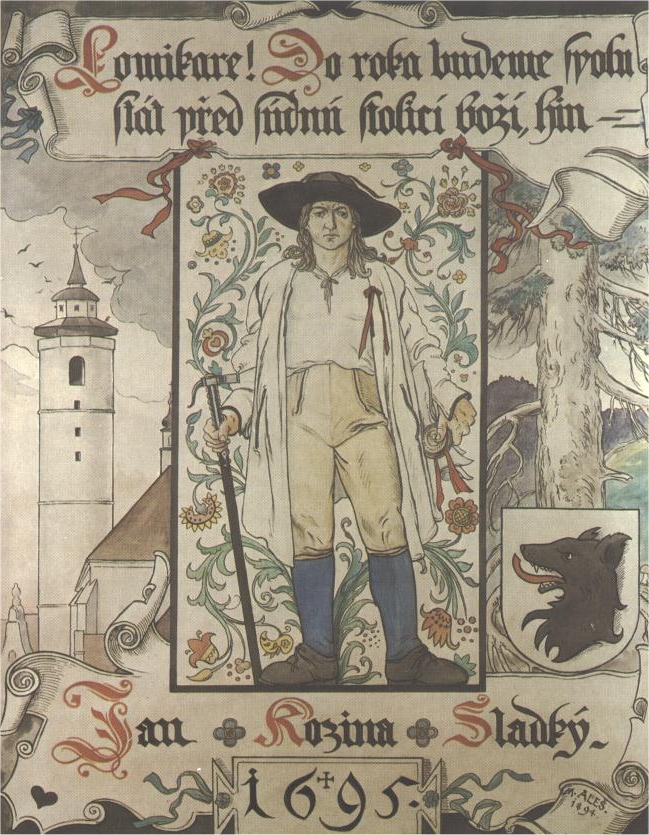 Lomikare! Do roka budeme spolu
stát před súdnú stolicí boží, hin –
Jan Kozina Sladký.
1695.
M. ALEŠ.
1894.